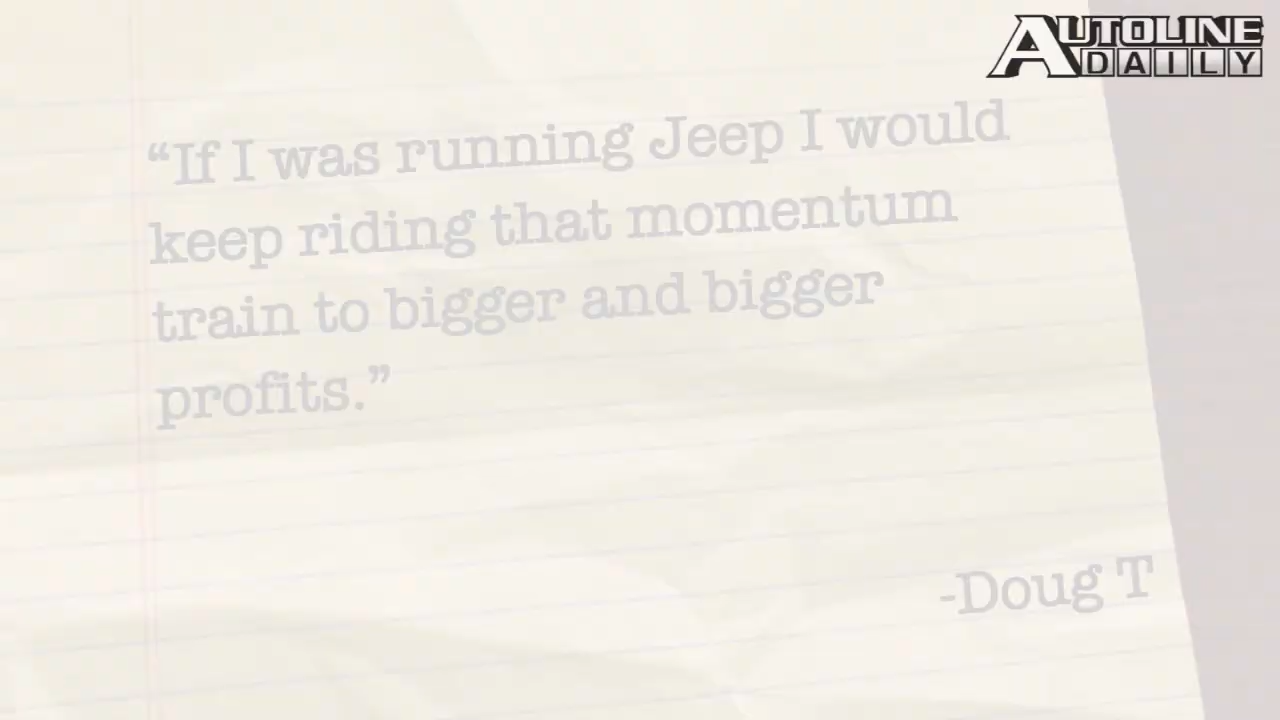 AUTOLINE
DAILY
“If I was running Jeep I would
keep riding that momentum
train to bigger and bigger
profits.”
-Doug T